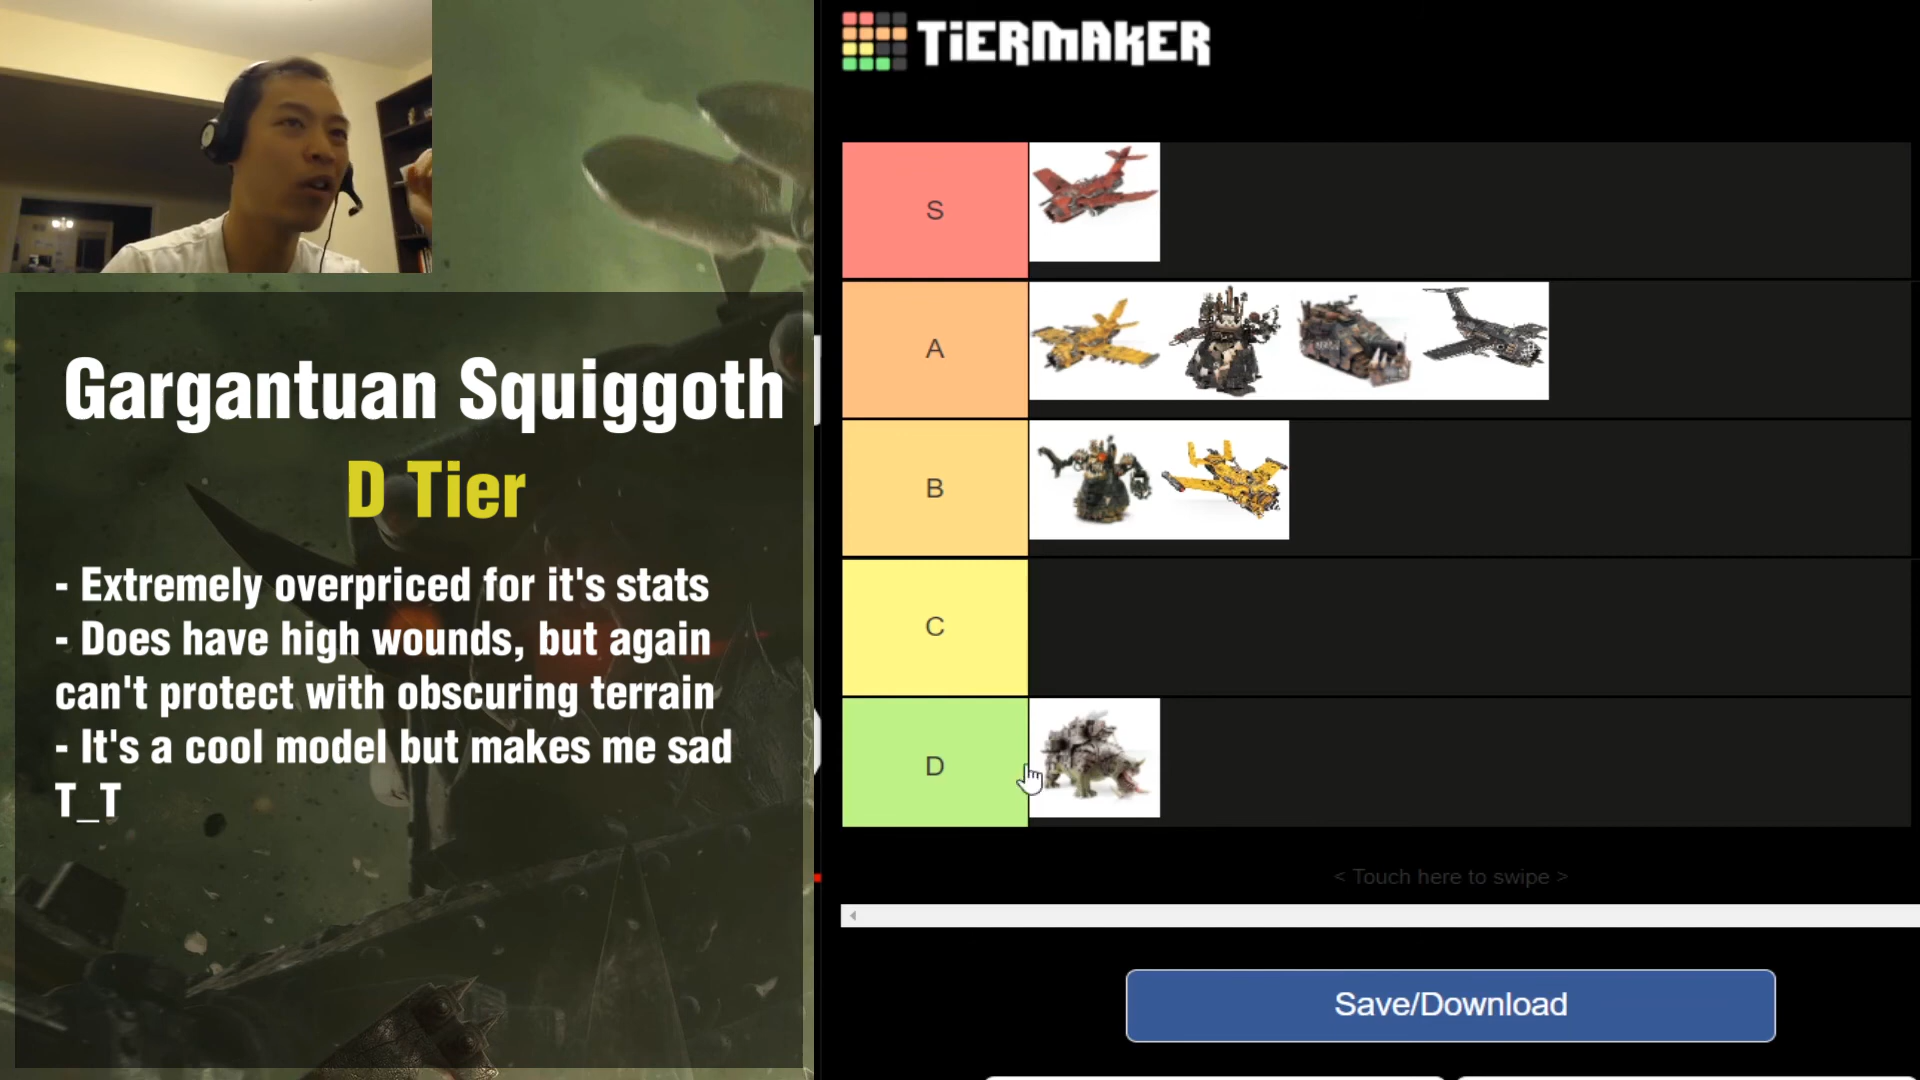 TiERMAKER
Gargantuan Squiggoth
D Tier
- Extremely overpriced for it's stats
- Does have high wounds, but again
can't protect with obscuring terrain
- It's a cool model but makes me sad
T_T
S
A
B
C
D
< Touch here to swipe >
Save/Download